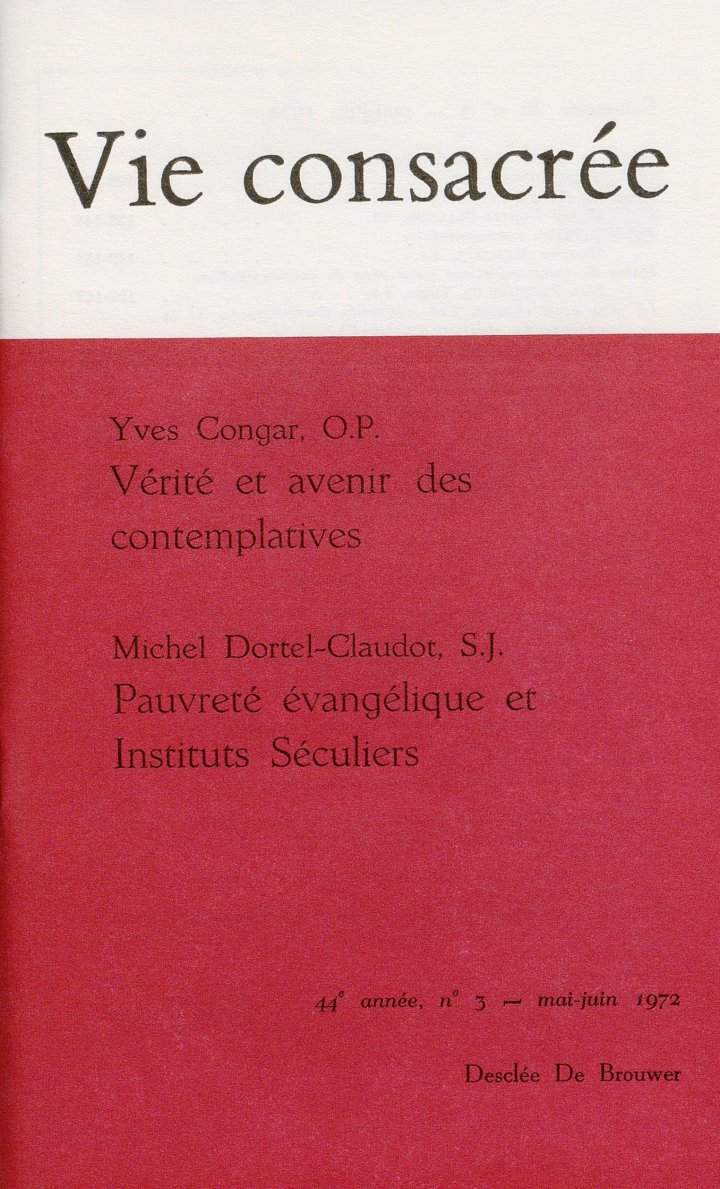 Vie consacrée
Yves Congar, O.P.
Vérité et avenir des
contemplatives
Michel Dortel-Claudot, S.J.
Pauvreté évangélique et
Instituts Séculiers
44e année, no 3 — mai-juin 1972
Desclée De Brouwer